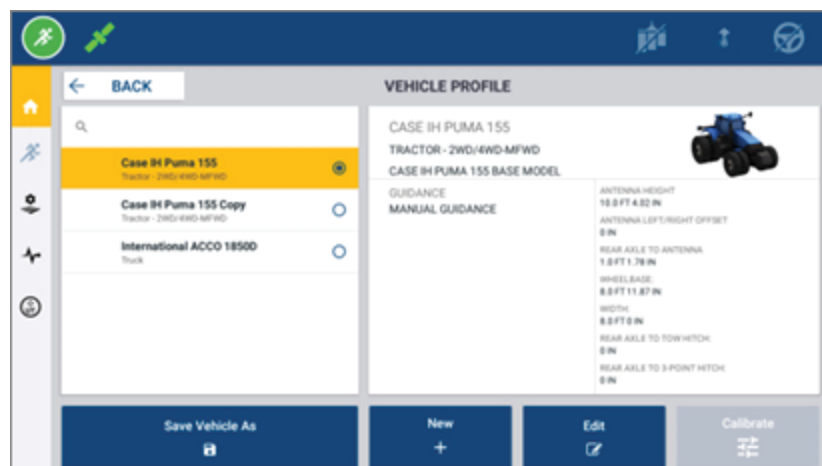 BACK
VEHICLE PROFILE
Case IH Puma 155
Tractor - 2WD/4WD-MFWD
Case IH Puma 155 Copy
Tractor - 2WD/4WD-MFWD
International ACCO 1850D
Truck
CASE IH PUMA 155
TRACTOR - 2WD/4WD-MFWD
CASE IH PUMA 155 BASE MODEL
GUIDANCE
MANUAL GUIDANCE
ANTENNA HEIGHT
10.0 FT 4.02 IN
ANTENNA LEFT/RIGHT OFFSET
0 IN
REAR AXLE TO ANTENNA
1.0 FT 1.78 IN
WHEELBASE:
8.0 FT 11.87 IN
WIDTH:
8.0 FT 0 IN
REAR AXLE TO TOW HITCH:
0 IN
REAR AXLE TO 3-POINT HITCH:
0 IN
Save Vehicle As
New
Edit
Calibrate